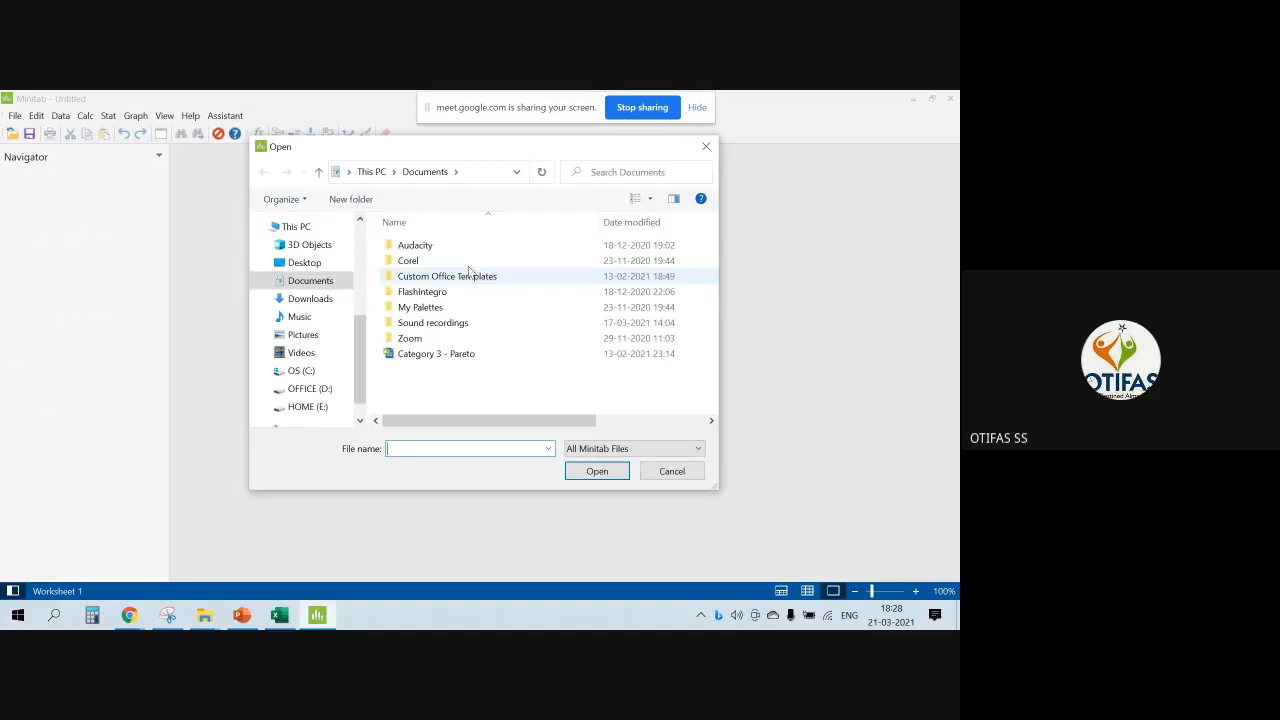 Minitab - Untitled
meet.google.com is sharing your screen.
Stop sharing
Hide
File Edit Data Calc Stat Graph View Help Assistant
Navigator
Open
This PC > Documents >
Search Documents
Organize
New folder
Name
Date modified
This PC
3D Objects
Desktop
Documents
Downloads
Music
Pictures
Videos
OS (C:)
OFFICE (D:)
HOME (E:)
Audacity 18-12-2020 19:02
Corel 23-11-2020 19:44
Custom Office Templates 13-02-2021 18:49
FlashIntegro 18-12-2020 22:06
My Palettes 23-11-2020 19:44
Sound recordings 17-03-2021 14:04
Zoom 29-11-2020 11:03
Category 3 - Pareto 13-02-2021 23:14
File name:
All Minitab Files
Open
Cancel
Worksheet 1
100%
ENG
18:28
21-03-2021
OTIFAS
OTIFAS SS